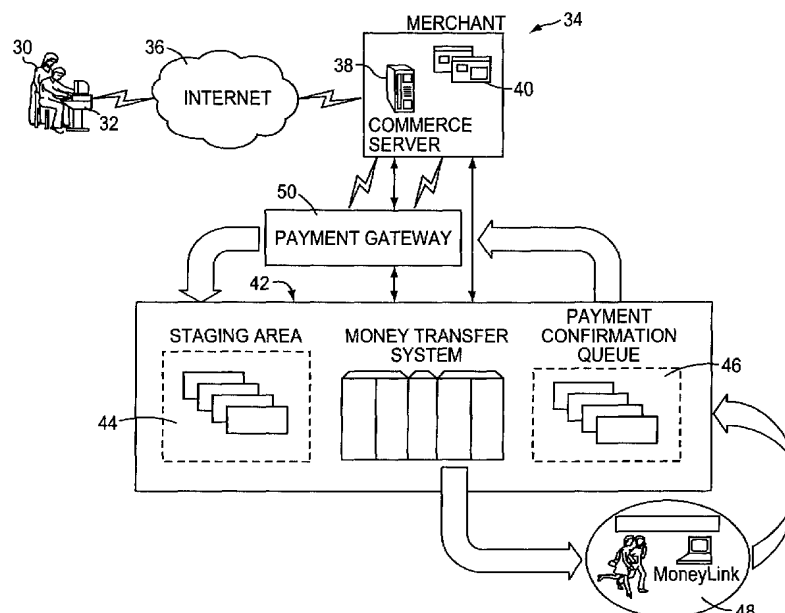 MERCHANT
34
30
36
38
40
32
INTERNET
COMMERCE
SERVER
50
PAYMENT GATEWAY
42
STAGING AREA
MONEY TRANSFER
SYSTEM
PAYMENT
CONFIRMATION
QUEUE
46
44
MoneyLink
48